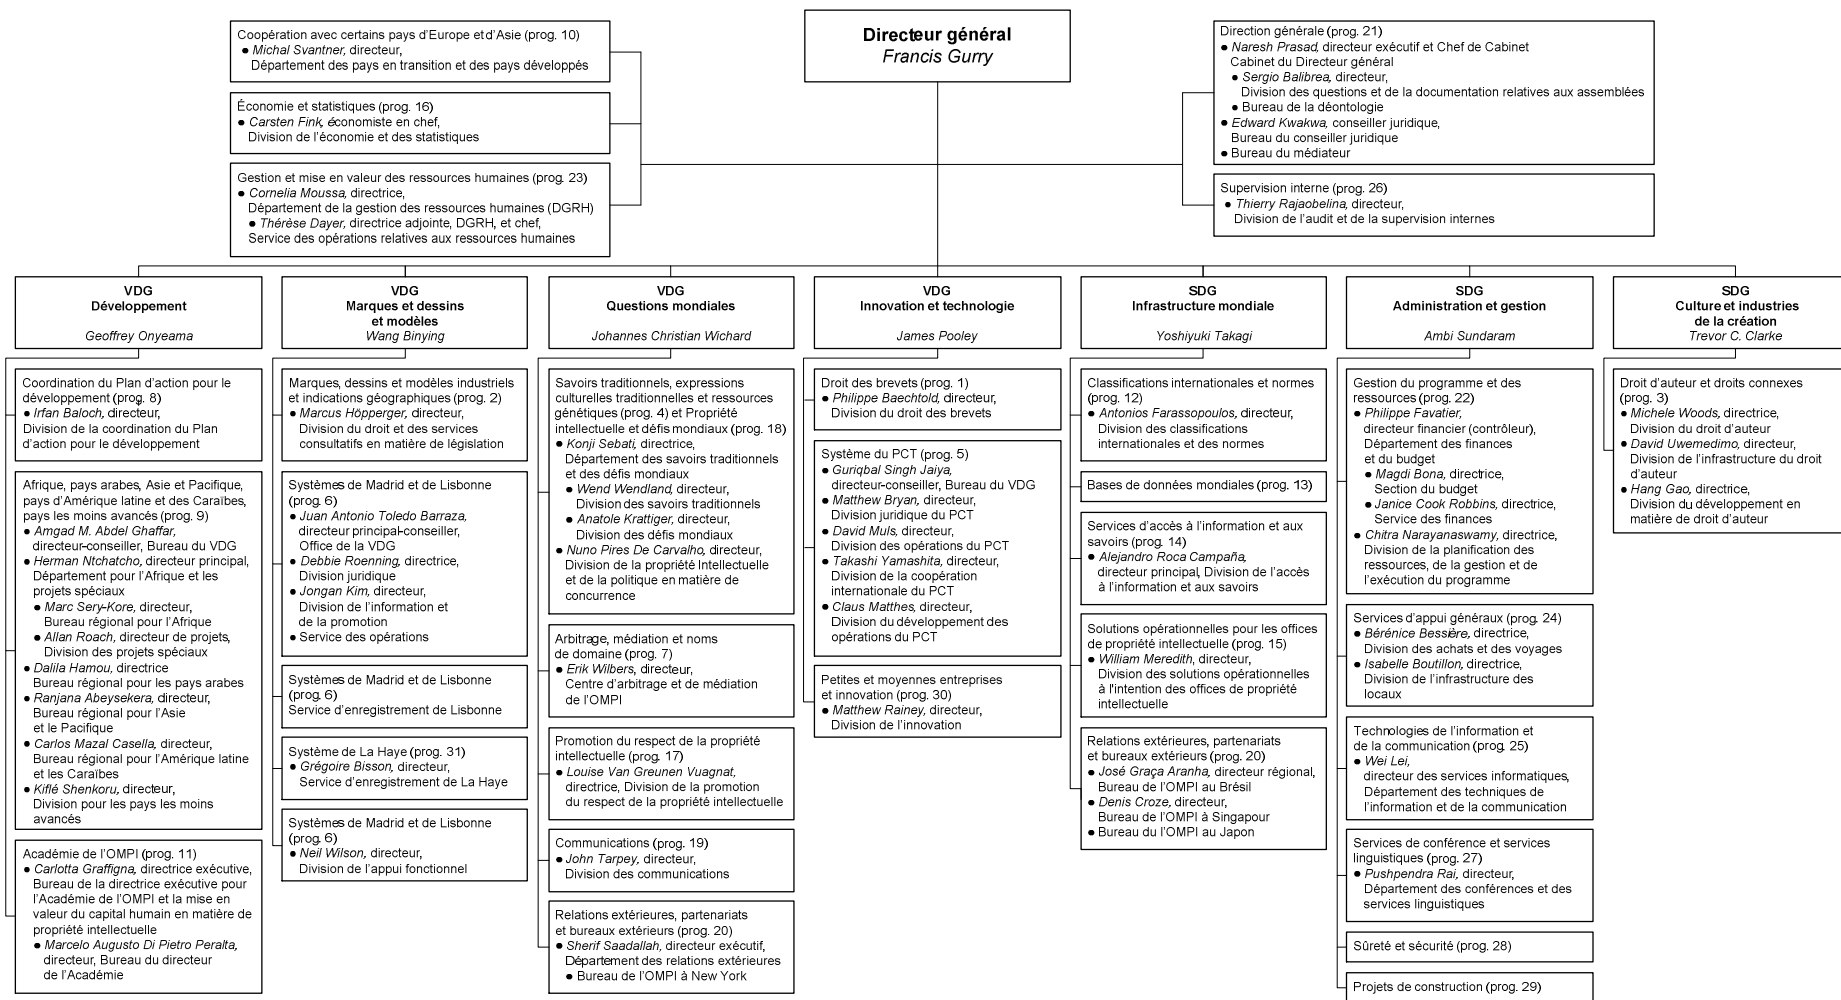 Directeur général
Francis Gurry
Coopération avec certains pays d'Europe et d'Asie (prog. 10)
● Michal Svantner, directeur,
Département des pays en transition et des pays développés
Économie et statistiques (prog. 16)
● Carsten Fink, économiste en chef,
Division de l'économie et des statistiques
Gestion et mise en valeur des ressources humaines (prog. 23)
● Cornelia Moussa, directrice,
Département de la gestion des ressources humaines (DGRH)
● Thérèse Dayer, directrice adjointe, DGRH, et chef,
Service des opérations relatives aux ressources humaines
Direction générale (prog. 21)
● Naresh Prasad, directeur exécutif et Chef de Cabinet
Cabinet du Directeur général
● Sergio Balibrea, directeur,
Division des questions et de la documentation relatives aux assemblées
● Bureau de la déontologie
● Edward Kwakwa, conseiller juridique,
Bureau du conseiller juridique
● Bureau du médiateur
Supervision interne (prog. 26)
● Thierry Rajaobelina, directeur,
Division de l'audit et de la supervision internes
VDG
Développement
Geoffrey Onyeama
Coordination du Plan d'action pour le
développement (prog. 8)
● Irfan Baloch, directeur,
Division de la coordination du Plan
d'action pour le développement
Afrique, pays arabes, Asie et Pacifique,
pays d'Amérique latine et des Caraïbes,
pays les moins avancés (prog. 9)
● Amgad M. Abdel Ghaffar,
directeur-conseiller, Bureau du VDG
● Herman Ntchatcho, directeur principal,
Département pour l'Afrique et les
projets spéciaux
● Marc Sery-Kore, directeur,
Bureau régional pour l'Afrique
● Allan Roach, directeur de projets,
Division des projets spéciaux
● Dalila Hamou, directrice
Bureau régional pour les pays arabes
● Ranjana Abeysekera, directeur,
Bureau régional pour l'Asie
et le Pacifique
● Carlos Mazal Casella, directeur,
Bureau régional pour l'Amérique latine
et les Caraïbes
● Kiflé Shenkoru, directeur,
Division pour les pays les moins
avancés
Académie de l'OMPI (prog. 11)
● Carlotta Graffigna, directrice exécutive,
Bureau de la directrice exécutive pour
l'Académie de l'OMPI et la mise en
valeur du capital humain en matière de
propriété intellectuelle
● Marcelo Augusto Di Pietro Peralta,
directeur, Bureau du directeur
de l'Académie
VDG
Marques et dessins
et modèles
Wang Binying
Marques, dessins et modèles industriels
et indications géographiques (prog. 2)
● Marcus Höpperger, directeur,
Division du droit et des services
consultatifs en matière de législation
Systèmes de Madrid et de Lisbonne
(prog. 6)
● Juan Antonio Toledo Barraza,
directeur principal-conseiller,
Office de la VDG
● Debbie Roenning, directrice,
Division juridique
● Jongan Kim, directeur,
Division de l'information et
de la promotion
● Service des opérations
Systèmes de Madrid et de Lisbonne
(prog. 6)
Service d'enregistrement de Lisbonne
Système de La Haye (prog. 31)
● Grégoire Bisson, directeur,
Service d'enregistrement de La Haye
Systèmes de Madrid et de Lisbonne
(prog. 6)
● Neil Wilson, directeur,
Division de l'appui fonctionnel
VDG
Questions mondiales
Johannes Christian Wichard
Savoirs traditionnels, expressions
culturelles traditionnelles et ressources
génétiques (prog. 4) et Propriété
intellectuelle et défis mondiaux (prog. 18)
● Konji Sebati, directrice,
Département des savoirs traditionnels
et des défis mondiaux
● Wend Wendland, directeur,
Division des savoirs traditionnels
● Anatole Krattiger, directeur,
Division des défis mondiaux
● Nuno Pires De Carvalho, directeur,
Division de la propriété Intellectuelle
et de la politique en matière de
concurrence
Arbitrage, médiation et noms
de domaine (prog. 7)
● Erik Wilbers, directeur,
Centre d'arbitrage et de médiation
de l'OMPI
Promotion du respect de la propriété
intellectuelle (prog. 17)
● Louise Van Greunen Vuagnat,
directrice, Division de la promotion
du respect de la propriété intellectuelle
Communications (prog. 19)
● John Tarpey, directeur,
Division des communications
Relations extérieures, partenariats
et bureaux extérieurs (prog. 20)
● Sherif Saadallah, directeur exécutif,
Département des relations extérieures
● Bureau de l'OMPI à New York
VDG
Innovation et technologie
James Pooley
Droit des brevets (prog. 1)
● Philippe Baechtold, directeur,
Division du droit des brevets
Système du PCT (prog. 5)
● Guriqbal Singh Jaiya,
directeur-conseiller, Bureau du VDG
● Matthew Bryan, directeur,
Division juridique du PCT
● David Muls, directeur,
Division des opérations du PCT
● Takashi Yamashita, directeur,
Division de la coopération
internationale du PCT
● Claus Matthes, directeur,
Division du développement des
opérations du PCT
Petites et moyennes entreprises
et innovation (prog. 30)
● Matthew Rainey, directeur,
Division de l'innovation
SDG
Infrastructure mondiale
Yoshiyuki Takagi
Classifications internationales et normes
(prog. 12)
● Antonios Farassopoulos, directeur,
Division des classifications
internationales et des normes
Bases de données mondiales (prog. 13)
Services d'accès à l'information et aux
savoirs (prog. 14)
● Alejandro Roca Campaña,
directeur principal, Division de l'accès
à l'information et aux savoirs
Solutions opérationnelles pour les offices
de propriété intellectuelle (prog. 15)
● William Meredith, directeur,
Division des solutions opérationnelles
à l'intention des offices de propriété
intellectuelle
Relations extérieures, partenariats
et bureaux extérieurs (prog. 20)
● José Graça Aranha, directeur régional,
Bureau de l'OMPI au Brésil
● Denis Croze, directeur,
Bureau de l'OMPI à Singapour
● Bureau du l'OMPI au Japon
SDG
Administration et gestion
Ambi Sundaram
Gestion du programme et des
ressources (prog. 22)
● Philippe Favatier,
directeur financier (contrôleur),
Département des finances
et du budget
● Magdi Bona, directrice,
Section du budget
● Janice Cook Robbins, directrice,
Service des finances
● Chitra Narayanaswamy, directrice,
Division de la planification des
ressources, de la gestion et de
l'exécution du programme
Services d'appui généraux (prog. 24)
● Bérénice Bessière, directrice,
Division des achats et des voyages
● Isabelle Boutillon, directrice,
Division de l'infrastructure des
locaux
Technologies de l'information et
de la communication (prog. 25)
● Wei Lei,
directeur des services informatiques,
Département des techniques de
l'information et de la communication
Services de conférence et services
linguistiques (prog. 27)
● Pushpendra Rai, directeur,
Département des conférences et des
services linguistiques
Sûreté et sécurité (prog. 28)
Projets de construction (prog. 29)
SDG
Culture et industries
de la création
Trevor C. Clarke
Droit d'auteur et droits connexes
(prog. 3)
● Michele Woods, directrice,
Division du droit d'auteur
● David Uwemedimo, directeur,
Division de l'infrastructure du droit
d'auteur
● Hang Gao, directrice,
Division du développement en
matière de droit d'auteur